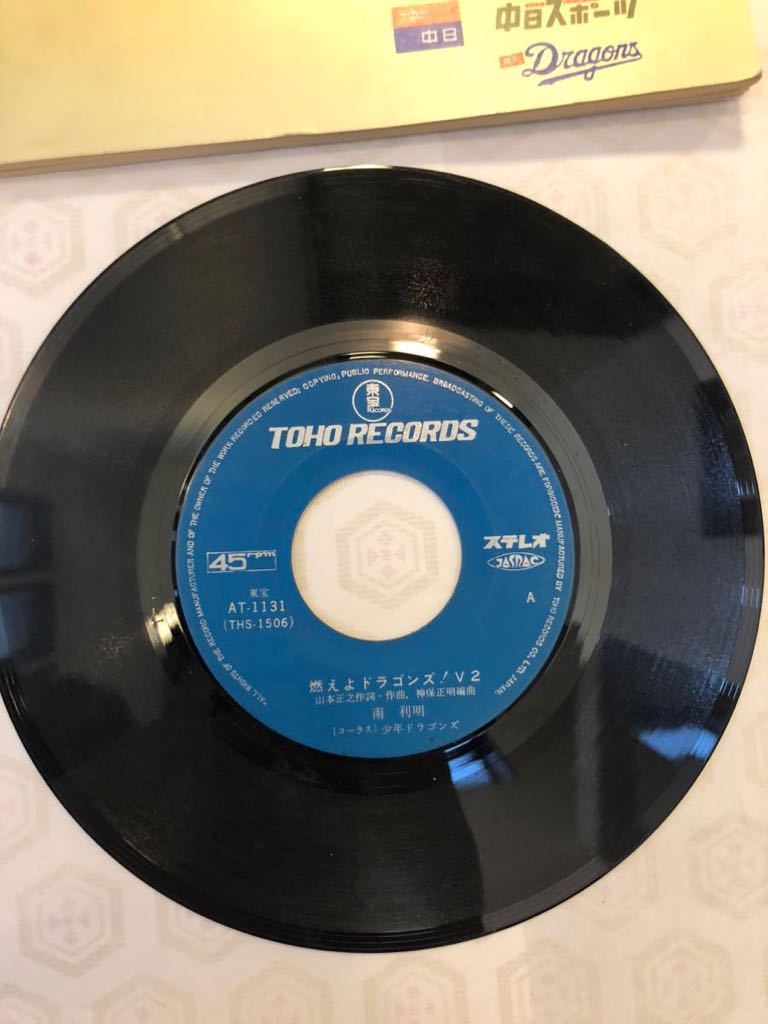 中日
中日スポーツ
Dragons
東宝
Records
TOHO RECORDS
*ALL RIGHTS OF THE RECORD MANUFACTURER AND OF THE OWNER OF THE WORK RECORDED RESERVED; COPYING, PUBLIC PERFORMANCE, BROADCASTING OF THESE RECORDS ARE FORBIDDEN MANUFACTURED BY TOHO RECORDS CO., LTD. JAPAN.
45rpm
ステレオ
JASRAC
東宝
AT-1131
(THS-1506)
A
燃えよドラゴンズ!V2
山本正之作詞・作曲、神保正明編曲
南 利明
(コーラス)少年ドラゴンズ